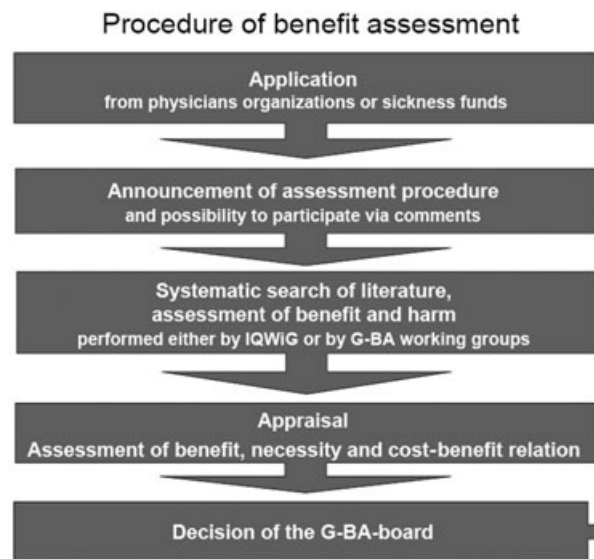 Procedure of benefit assessment
Application
from physicians organizations or sickness funds
Announcement of assessment procedure
and possibility to participate via comments
Systematic search of literature,
assessment of benefit and harm
performed either by IQWiG or by G-BA working groups
Appraisal
Assessment of benefit, necessity and cost-benefit relation
Decision of the G-BA-board